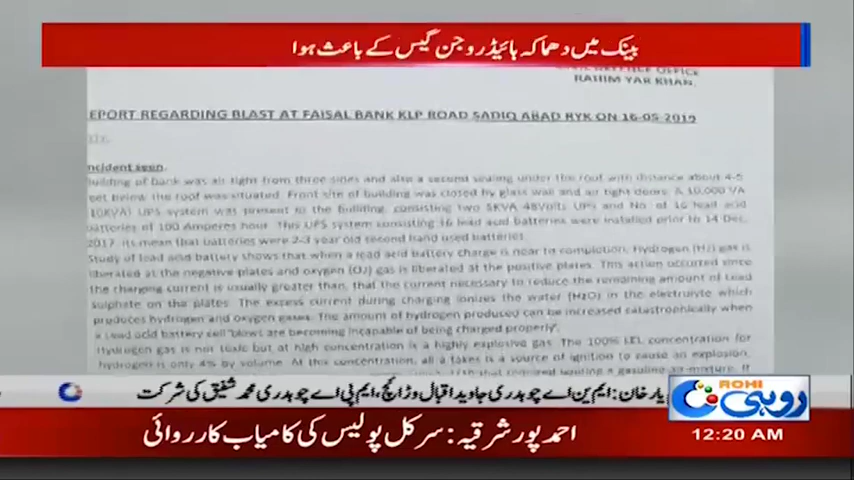 بینک میں دھماکہ ہائیڈروجن گیس کے باعث ہوا
CIVIL DEFENCE OFFICE
RAHIM YAR KHAN.
EPORT REGARDING BLAST AT FAISAL BANK KLP ROAD SADIQ ABAD RYK ON 16-05-2019
ncident seen
Building of bank was air tight from three sines and also a second sealing under the roof with distance about 4-5
eet below the roof was situated. Front site of building was closed by glass wall and air tight doors. A 10,000 VA
10KVA) UPS system was present to the building, consisting two 5KVA 48Volts UPS and No. of 16 lead acid
batteries of 100 Amperes hour. This UPS system consisting 16 lead acid batteries were installed prior to 14 Dec,
2017. Its mean that batteries were 2-3 year old second hand used batteries.
Study of lead acid battery shows that when a lead acid battery charge is near to completion, Hydrogen (H2) gas is
liberated at the negative plates and oxygen (O2) gas is liberated at the positive plates. This action occurred since
the charging current is usually greater than, that the current necessary to reduce the remaining amount of Lead
sulphate on tha plates. The excess current during charging ionizes the water (H2O) in the electrolyte which
produces hydrogen and oxygen gases. The amount of hydrogen produced can be increased catastrophically when
a Lead acid battery cell blows are becoming incapable of being charged properly.
Hydrogen gas is not toxic but at high concentration is a highly explosive gas. The 100% LEL concentration for
hydrogen is only 4% by volume. At this concentration, all a takes is a source of ignition to cause an explosion.
that required igniting a gasoline-air mixture. It
یار خان: ایم این اے چوہدری جاوید اقبال وڑائچ، ایم پی اے چوہدری محمد شفیق کی شرکت
ROHI
روہی
احمد پور شرقیہ: سرکل پولیس کی کامیاب کارروائی
12:20 AM